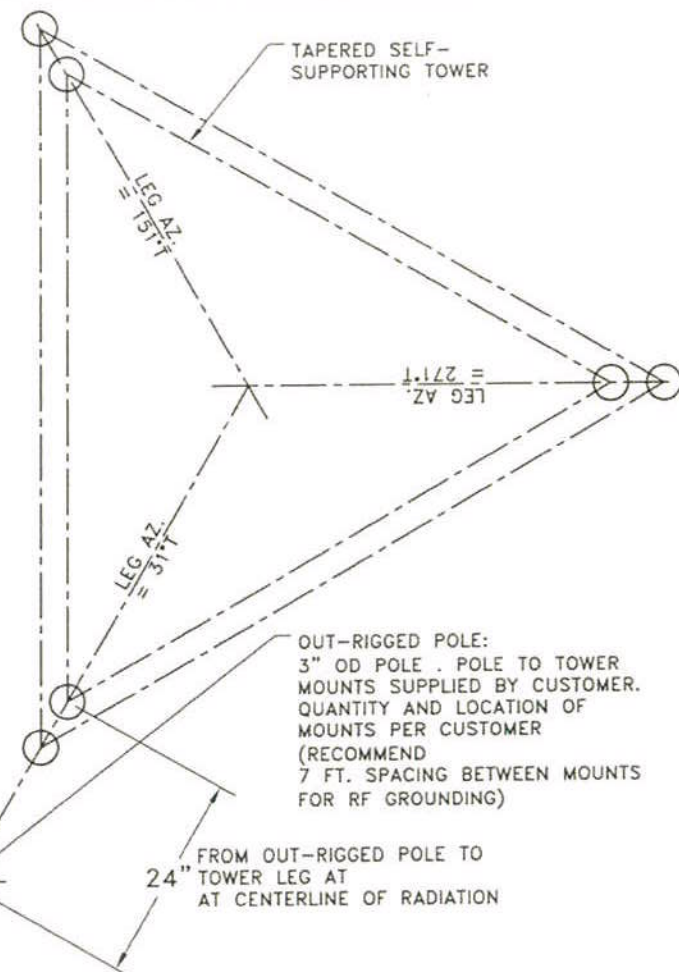 TAPERED SELF-
SUPPORTING TOWER
LEG AZ.
= 151°T
LEG AZ.
= 271°T
LEG AZ.
= 31°T
OUT-RIGGED POLE:
3" OD POLE . POLE TO TOWER
MOUNTS SUPPLIED BY CUSTOMER.
QUANTITY AND LOCATION OF
MOUNTS PER CUSTOMER
(RECOMMEND
7 FT. SPACING BETWEEN MOUNTS
FOR RF GROUNDING)
24" FROM OUT-RIGGED POLE TO
TOWER LEG AT
AT CENTERLINE OF RADIATION